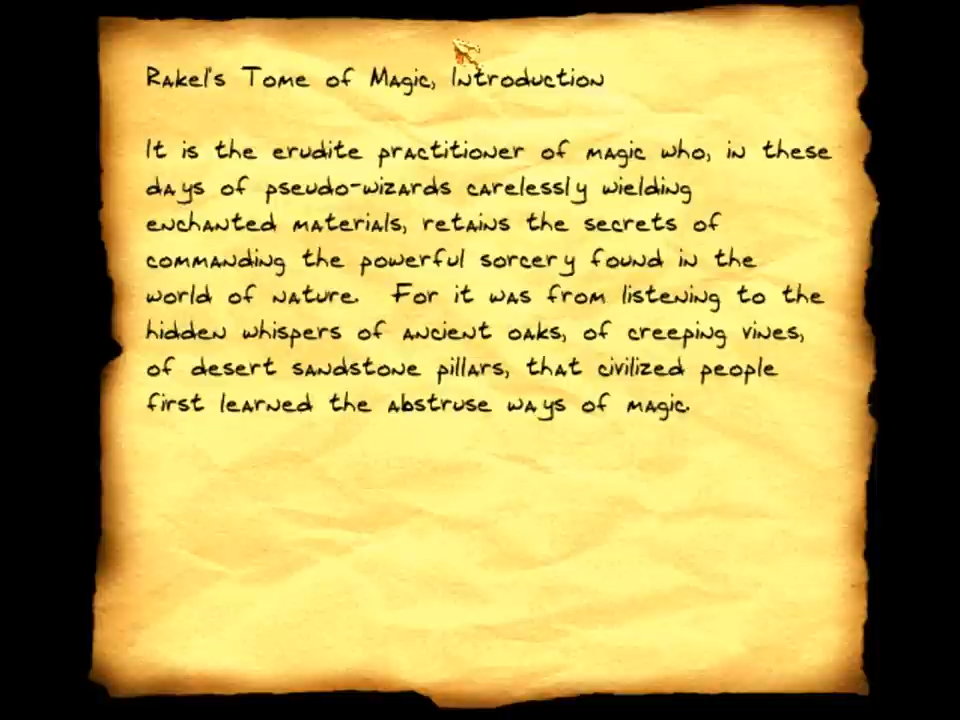 Rakel's Tome of Magic, Introduction
It is the erudite practitioner of magic who, in these
days of pseudo-wizards carelessly wielding
enchanted materials, retains the secrets of
commanding the powerful sorcery found in the
world of nature.  For it was from listening to the
hidden whispers of ancient oaks, of creeping vines,
of desert sandstone pillars, that civilized people
first learned the abstruse ways of magic.